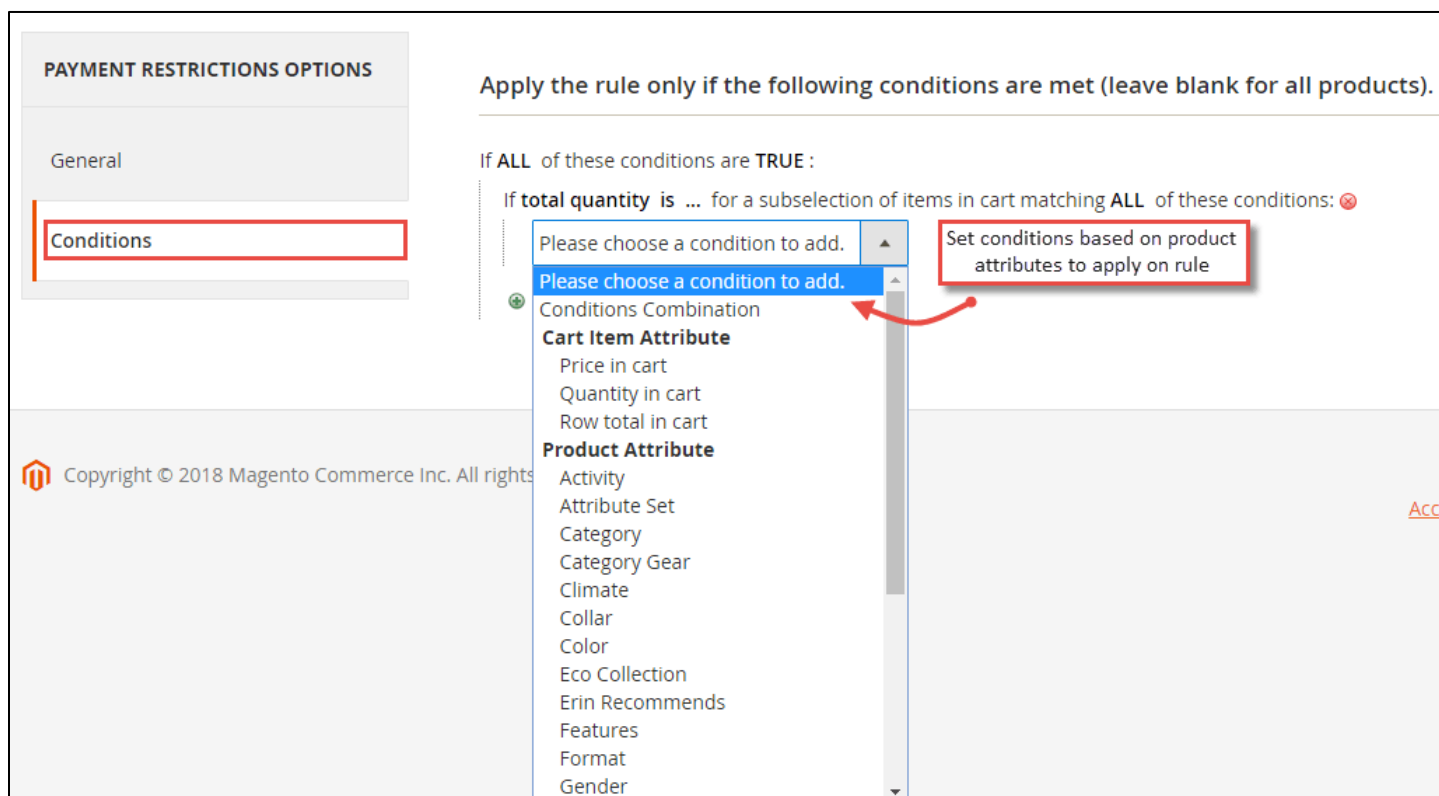 PAYMENT RESTRICTIONS OPTIONS
General
Conditions
Apply the rule only if the following conditions are met (leave blank for all products).
If ALL of these conditions are TRUE :
If total quantity is ... for a subselection of items in cart matching ALL of these conditions:
Please choose a condition to add.
Set conditions based on product
attributes to apply on rule
Please choose a condition to add.
Conditions Combination
Cart Item Attribute
Price in cart
Quantity in cart
Row total in cart
Product Attribute
Activity
Attribute Set
Category
Category Gear
Climate
Collar
Color
Eco Collection
Erin Recommends
Features
Format
Gender
Copyright © 2018 Magento Commerce Inc. All rights
Acc